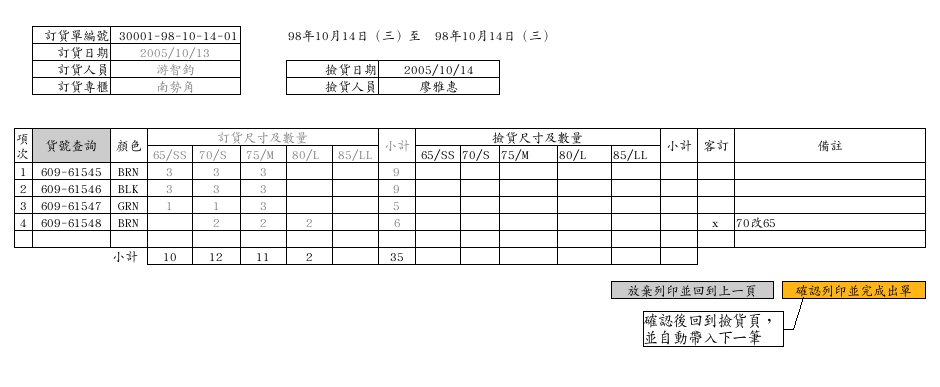 訂貨單編號 30001-98-10-14-01 98年10月14日（三）至 98年10月14日（三）
訂貨日期 2005/10/13
訂貨人員 游智鈞 撿貨日期 2005/10/14
訂貨專櫃 南勢角 撿貨人員 廖雅惠
項次 貨號查詢 顏色 訂貨尺寸及數量 小計 撿貨尺寸及數量 小計 客訂 備註
65/SS 70/S 75/M 80/L 85/LL 65/SS 70/S 75/M 80/L 85/LL
1 609-61545 BRN 3 3 3 9
2 609-61546 BLK 3 3 3 9
3 609-61547 GRN 1 1 3 5
4 609-61548 BRN 2 2 2 6 x 70改65
小計 10 12 11 2 35
放棄列印並回到上一頁 確認列印並完成出單
確認後回到撿貨頁，
並自動帶入下一筆